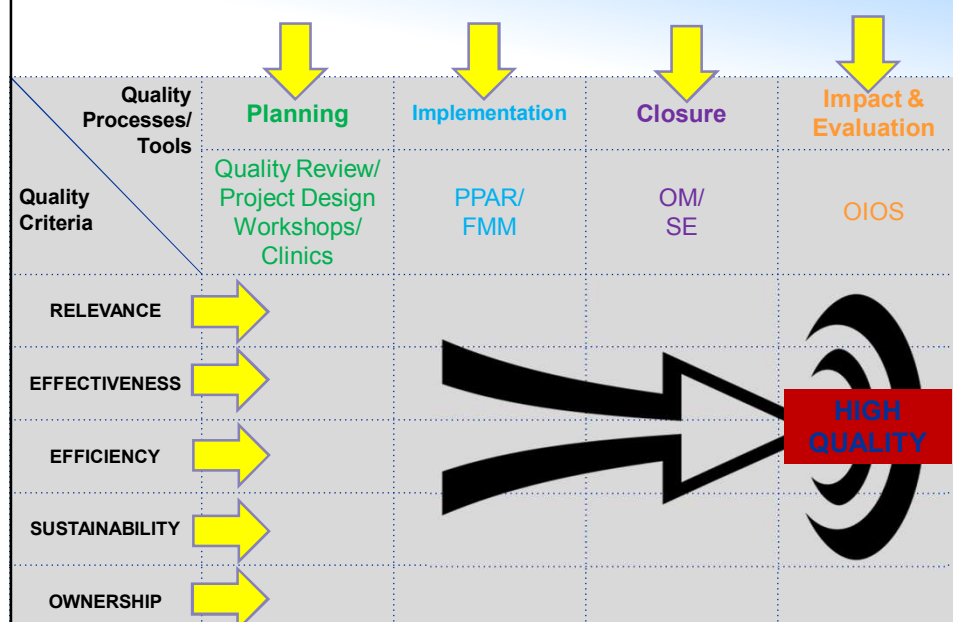 Quality
Processes/
Tools
Quality
Criteria
Planning
Implementation
Closure
Impact &
Evaluation
Quality Review/
Project Design
Workshops/
Clinics
PPAR/
FMM
OM/
SE
OIOS
RELEVANCE
EFFECTIVENESS
EFFICIENCY
SUSTAINABILITY
OWNERSHIP
HIGH
QUALITY